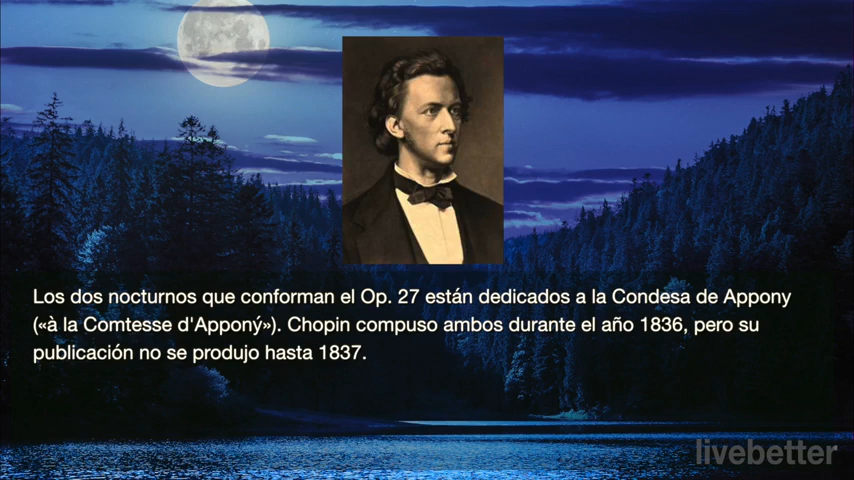 Los dos nocturnos que conforman el Op. 27 están dedicados a la Condesa de Appony
(«à la Comtesse d'Apponý»). Chopin compuso ambos durante el año 1836, pero su
publicación no se produjo hasta 1837.
livebetter